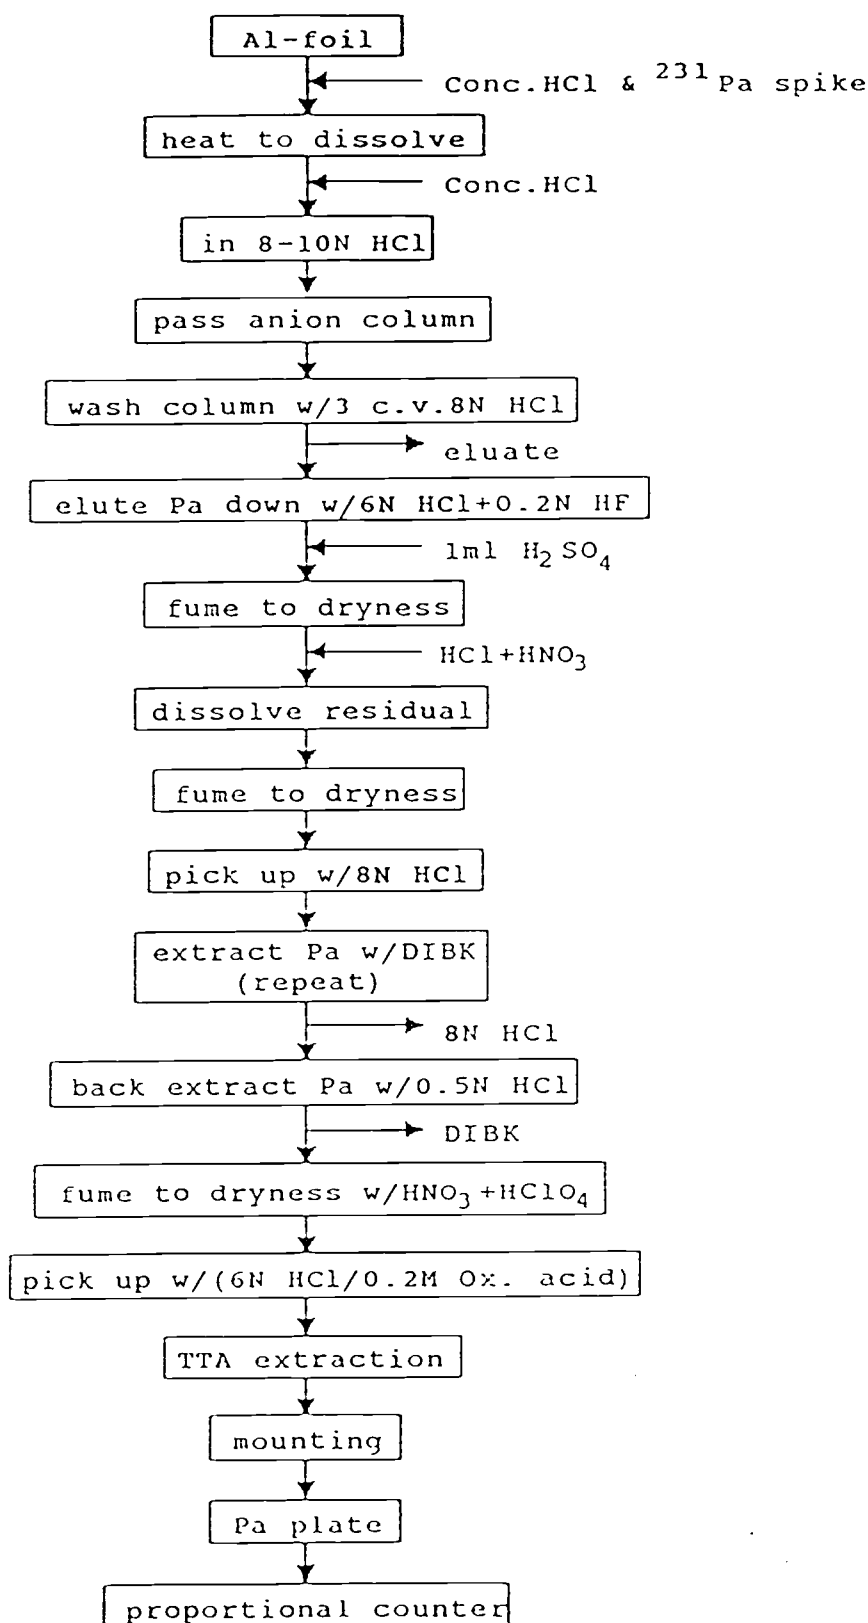 Al-foil
Conc.HCl & ²³¹Pa spike
heat to dissolve
Conc.HCl
in 8-10N HCl
pass anion column
wash column w/3 c.v.8N HCl
eluate
elute Pa down w/6N HCl+0.2N HF
1ml H₂SO₄
fume to dryness
HCl+HNO₃
dissolve residual
fume to dryness
pick up w/8N HCl
extract Pa w/DIBK
(repeat)
8N HCl
back extract Pa w/0.5N HCl
DIBK
fume to dryness w/HNO₃+HClO₄
pick up w/(6N HCl/0.2M Ox. acid)
TTA extraction
mounting
Pa plate
proportional counter